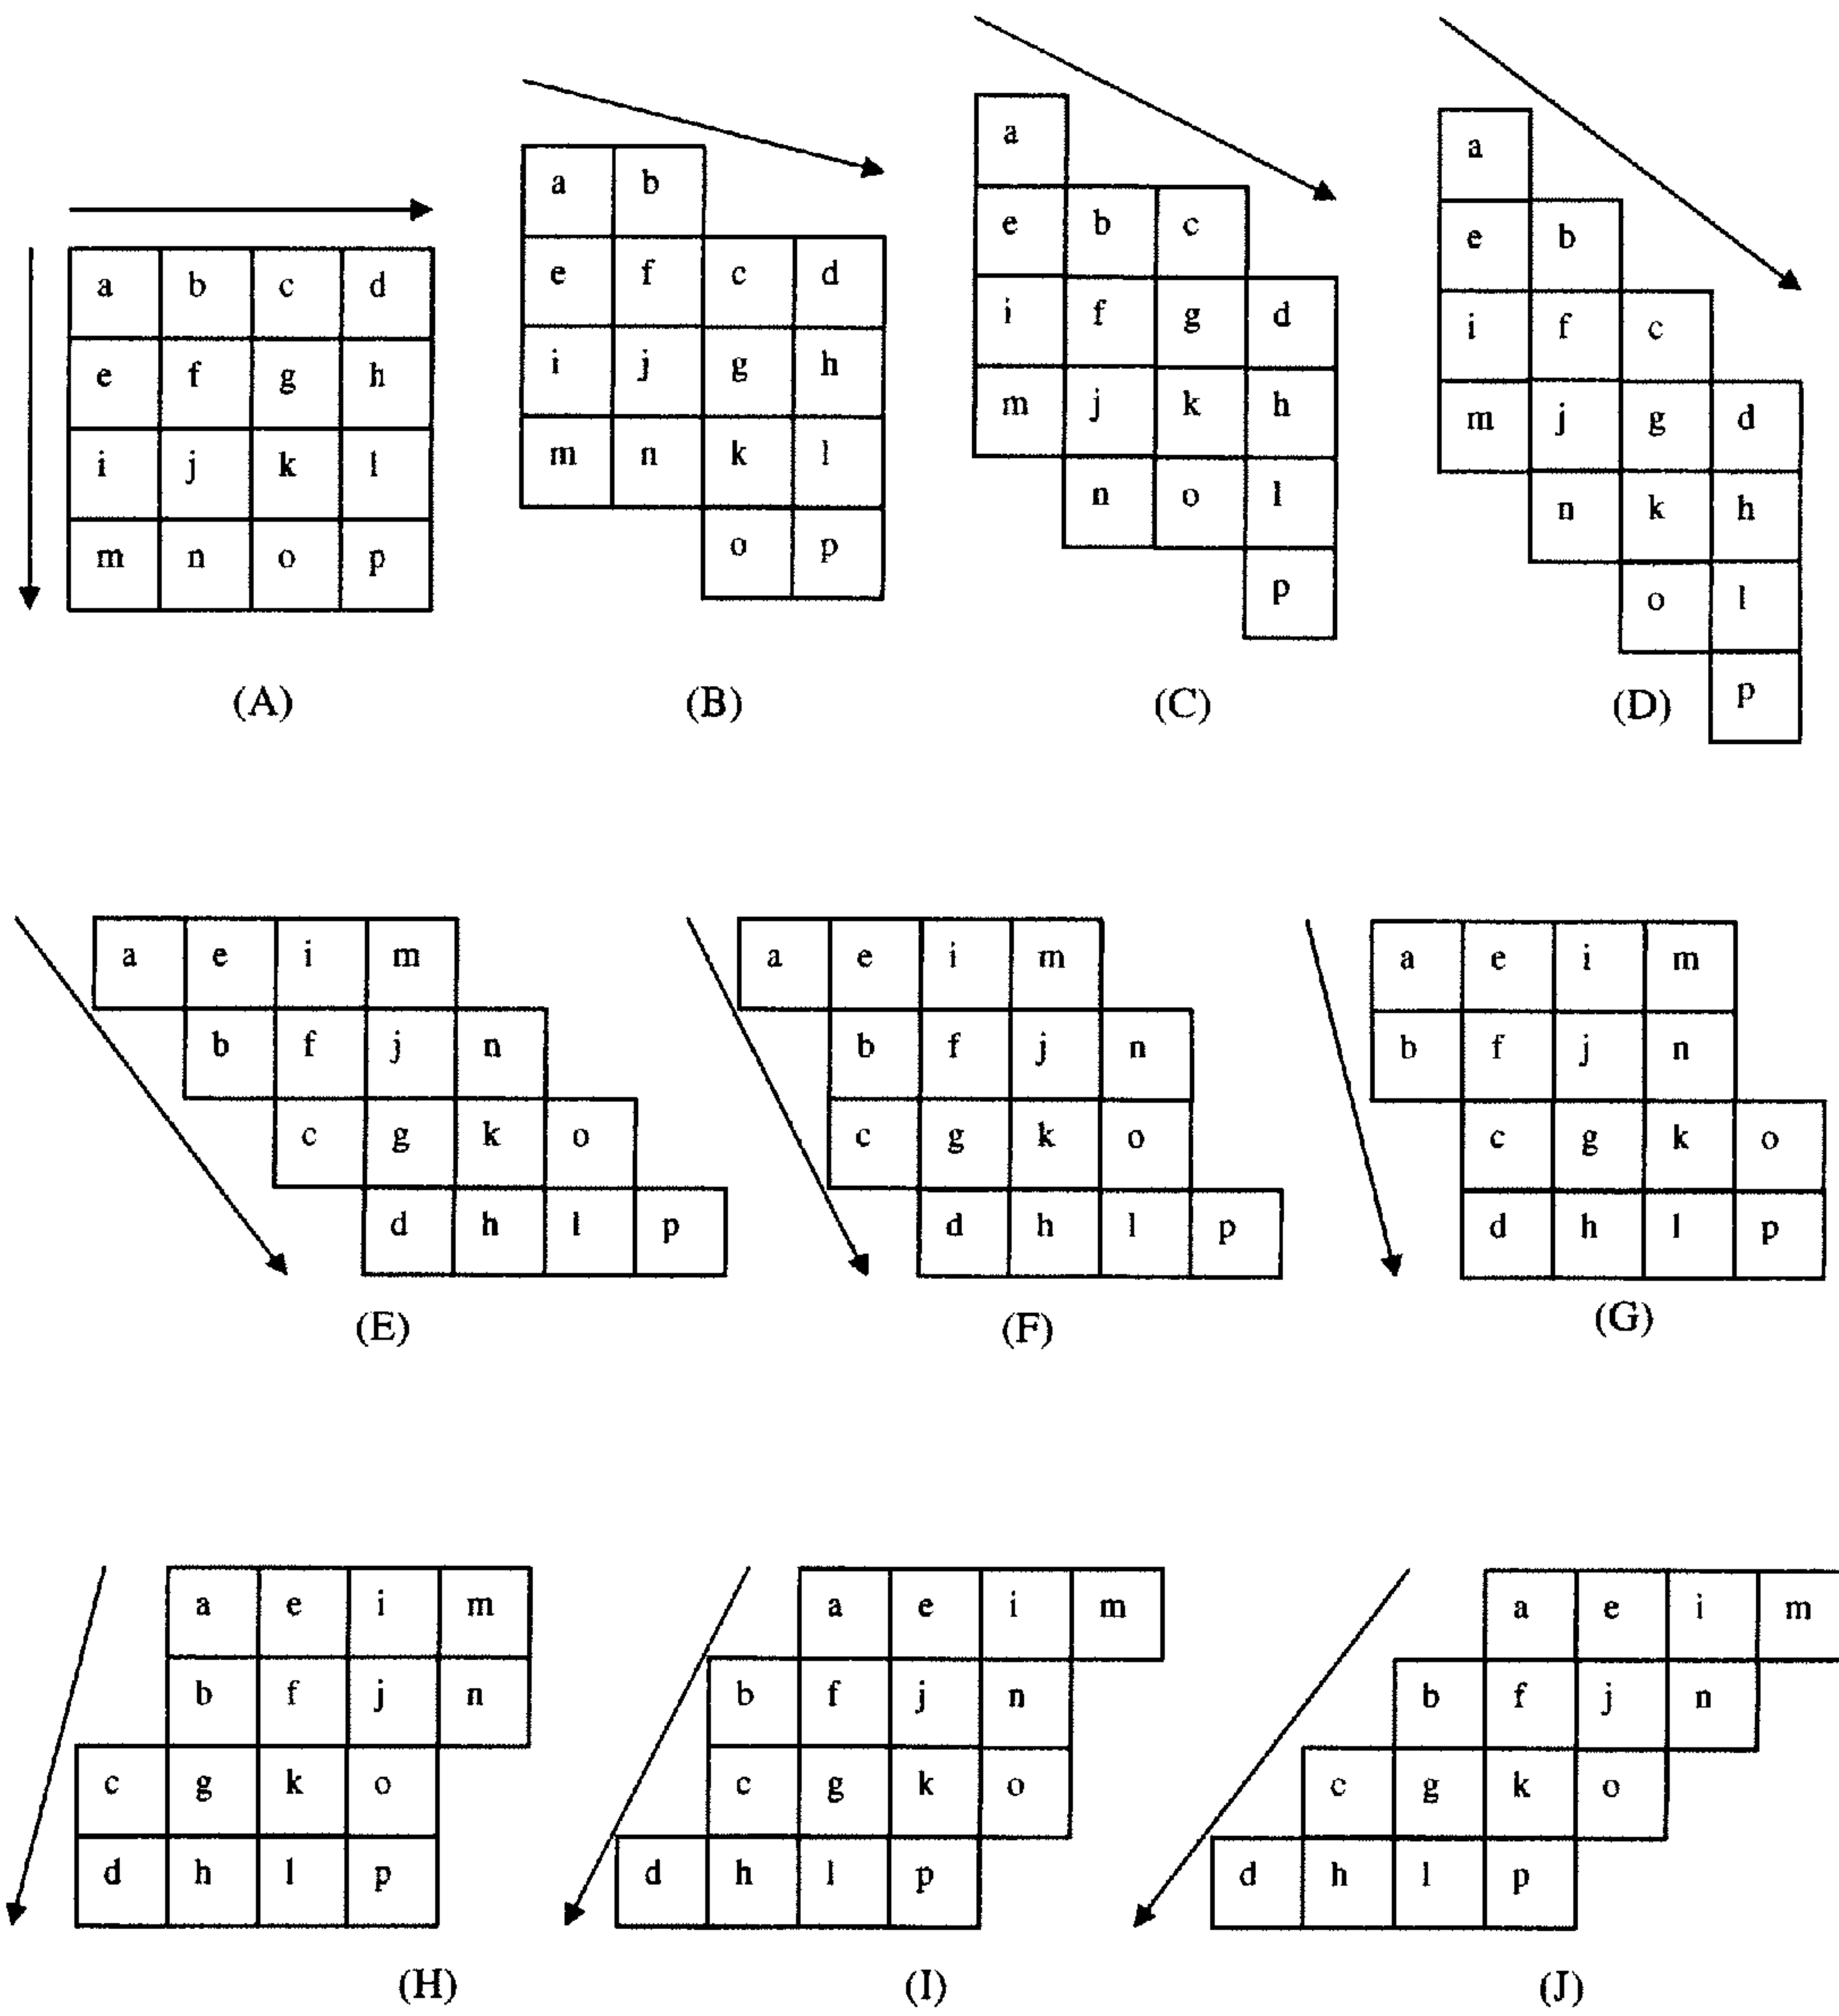 a b c d
e f g h
i j k l
m n o p
(A)
a b
e f c d
i j g h
m n k l
o p
(B)
a
e b c
i f g d
m j k h
n o l
p
(C)
a
e b
i f c
m j g d
n k h
o l
p
(D)
a e i m
b f j n
c g k o
d h l p
(E)
a e i m
b f j n
c g k o
d h l p
(F)
a e i m
b f j n
c g k o
d h l p
(G)
a e i m
b f j n
c g k o
d h l p
(H)
a e i m
b f j n
c g k o
d h l p
(I)
a e i m
b f j n
c g k o
d h l p
(J)